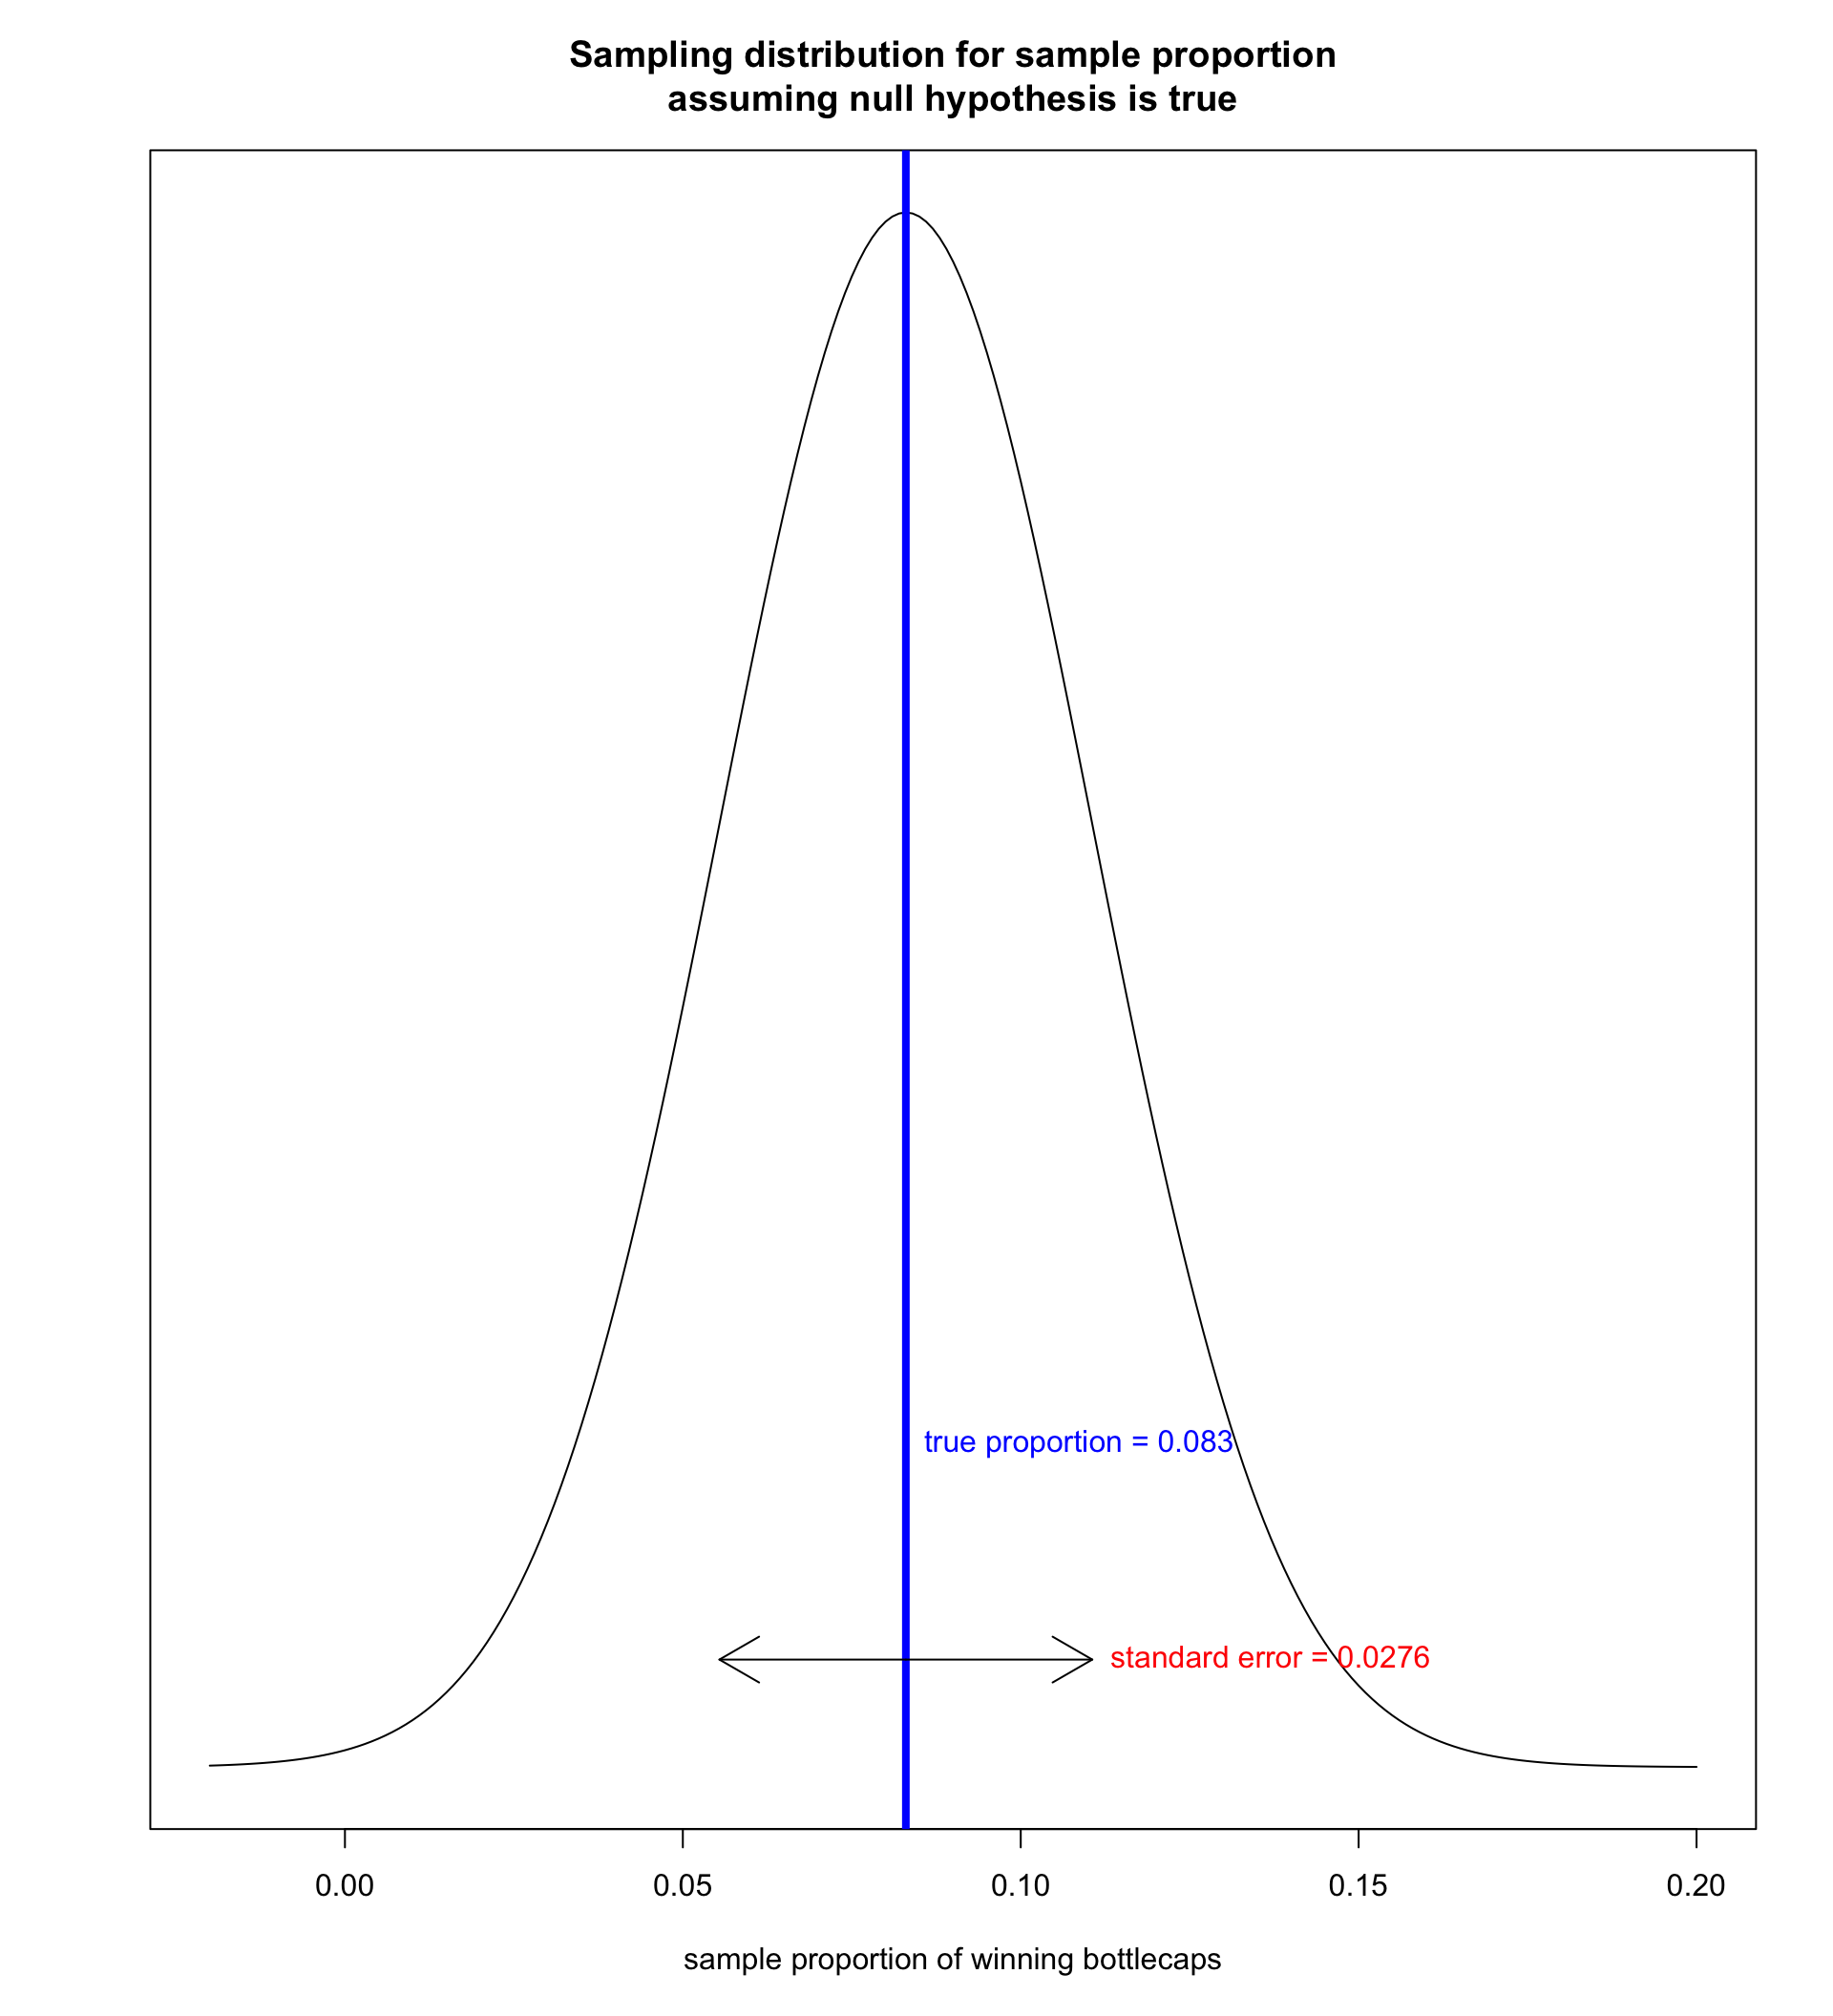 Sampling distribution for sample proportion
assuming null hypothesis is true
true proportion = 0.083
standard error = 0.0276
0.00 0.05 0.10 0.15 0.20
sample proportion of winning bottlecaps